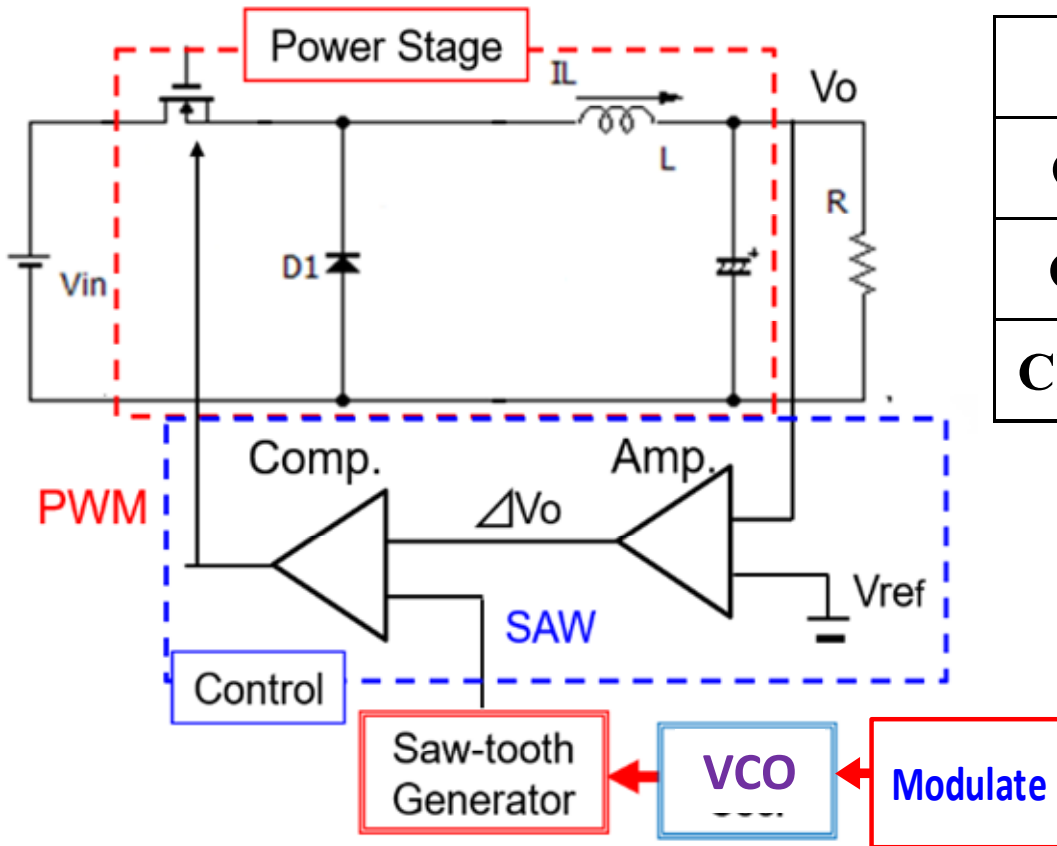 Power Stage
IL
Vo
L
R
D1
Vin
C
Comp.
Amp.
PWM
⊿Vo
Vref
SAW
Control
Saw-tooth
Generator
VCO
Modulate